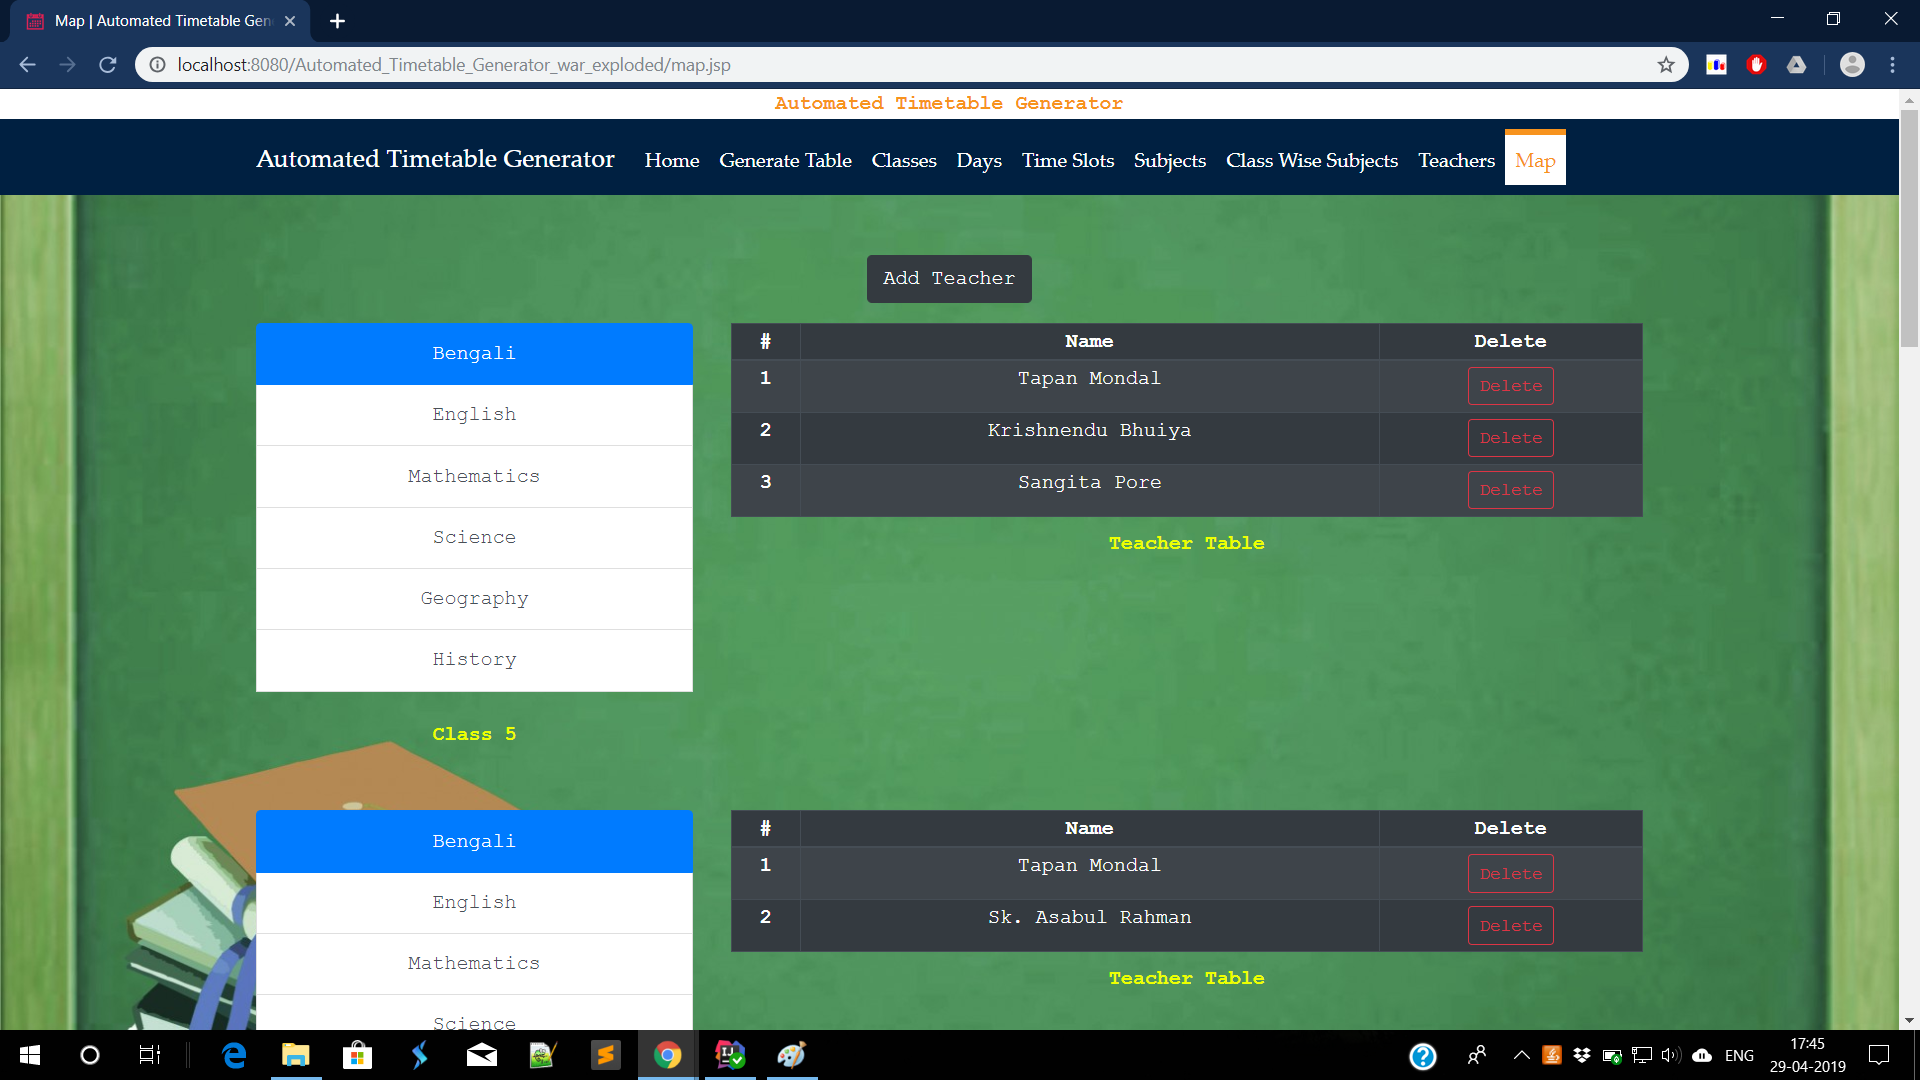 Map | Automated Timetable Gen
localhost:8080/Automated_Timetable_Generator_war_exploded/map.jsp
Automated Timetable Generator
Automated Timetable Generator Home Generate Table Classes Days Time Slots Subjects Class Wise Subjects Teachers Map
Add Teacher
Bengali
English
Mathematics
Science
Geography
History
Class 5
# Name Delete
1 Tapan Mondal Delete
2 Krishnendu Bhuiya Delete
3 Sangita Pore Delete
Teacher Table
Bengali
English
Mathematics
Science
# Name Delete
1 Tapan Mondal Delete
2 Sk. Asabul Rahman Delete
Teacher Table
ENG
17:45
29-04-2019